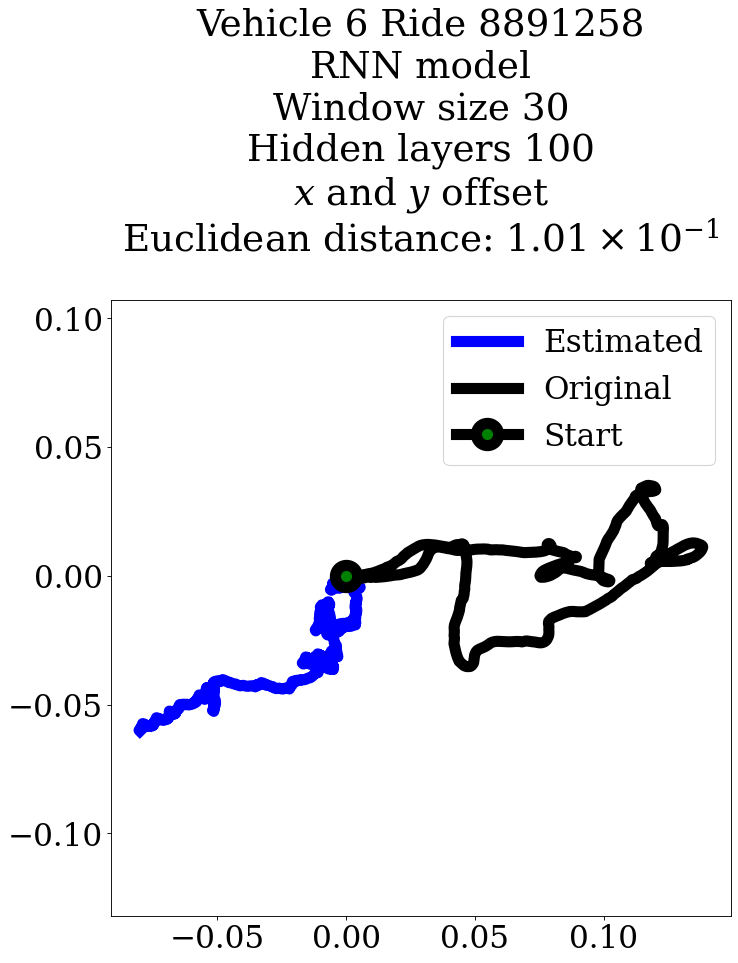 Vehicle 6 Ride 8891258
RNN model
Window size 30
Hidden layers 100
x and y offset
Euclidean distance: 1.01 × 10⁻¹
Estimated
Original
Start
0.10
0.05
0.00
−0.05
−0.10
−0.05 0.00 0.05 0.10